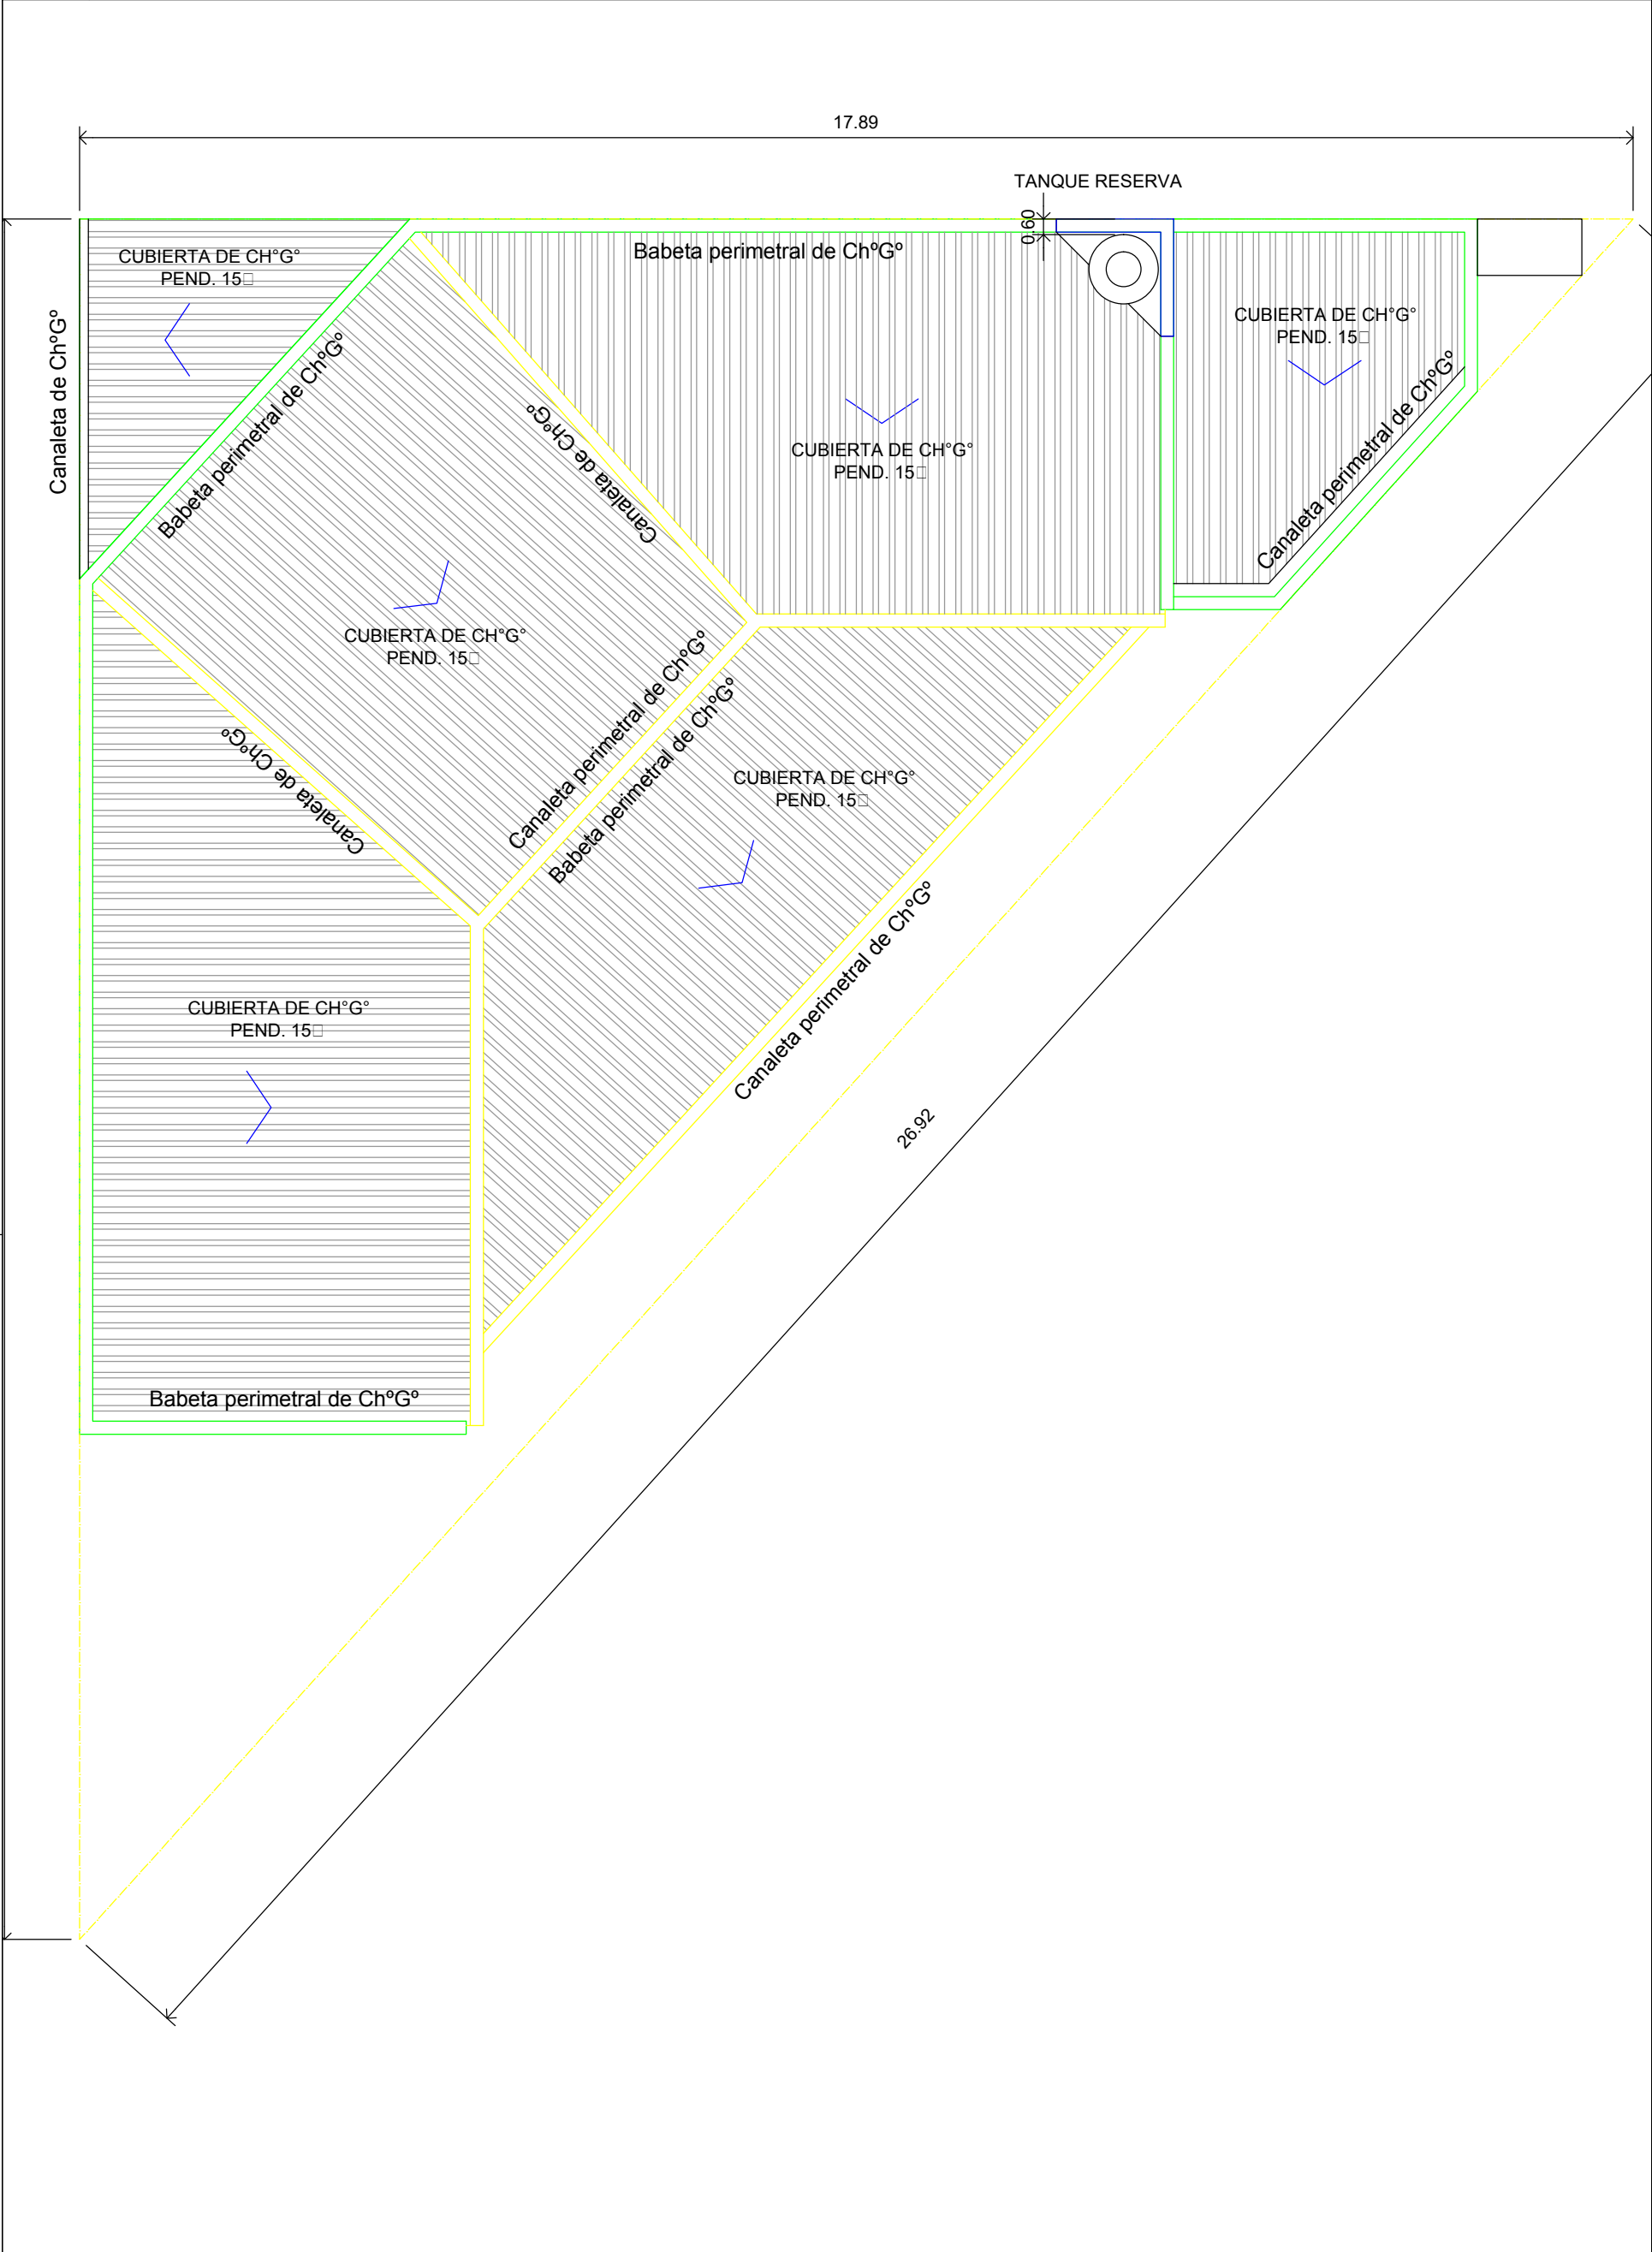 17.89
TANQUE RESERVA
0.60
CUBIERTA DE CH°G°
PEND. 15□
Babeta perimetral de ChºGº
CUBIERTA DE CH°G°
PEND. 15□
Canaleta de ChºGº
Babeta perimetral de ChºGº
Canaleta de ChºGº
CUBIERTA DE CH°G°
PEND. 15□
Canaleta perimetral de ChºGº
CUBIERTA DE CH°G°
PEND. 15□
Canaleta perimetral de ChºGº
Babeta perimetral de ChºGº
Canaleta de ChºGº
CUBIERTA DE CH°G°
PEND. 15□
Canaleta perimetral de ChºGº
CUBIERTA DE CH°G°
PEND. 15□
26.92
Babeta perimetral de ChºGº